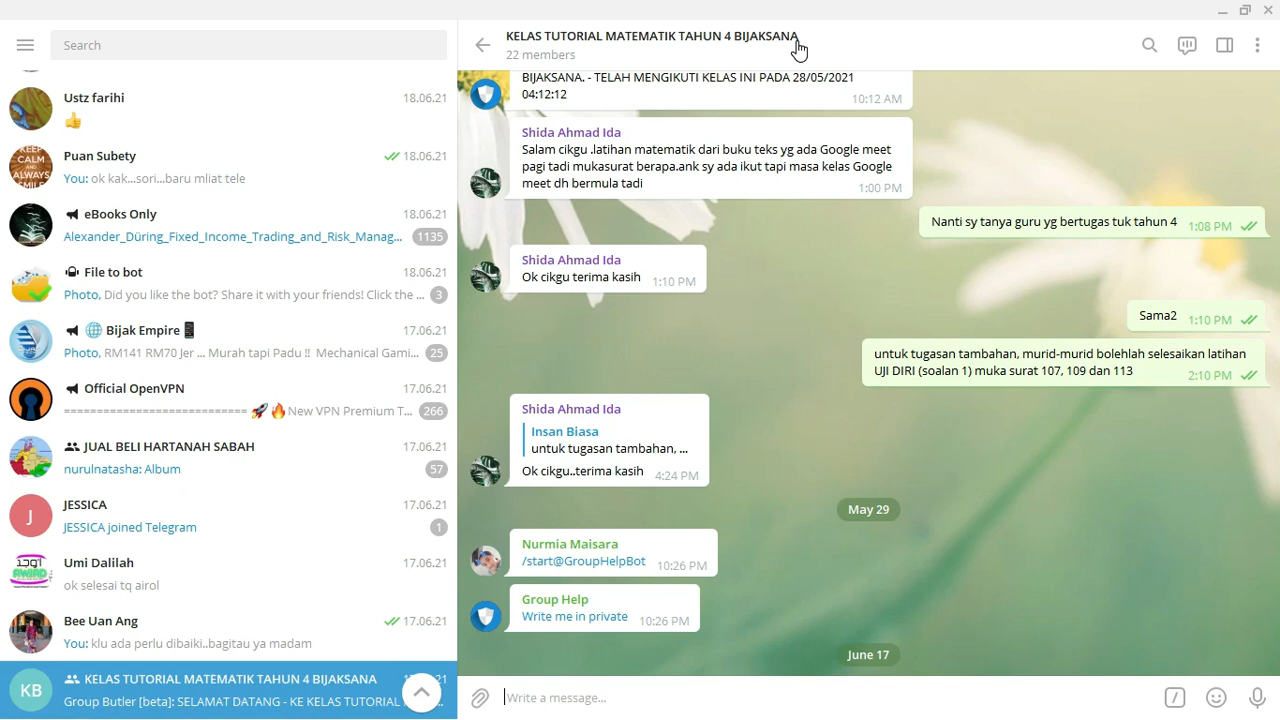 Search
Ustz farihi 18.06.21
Puan Subety 18.06.21
You: ok kak...sori...baru mliat tele
eBooks Only 18.06.21
Alexander_Düring_Fixed_Income_Trading_and_Risk_Manag... 1135
File to bot 18.06.21
Photo, Did you like the bot? Share it with your friends! Click the ... 3
Bijak Empire 17.06.21
Photo, RM141 RM70 Jer ... Murah tapi Padu !! Mechanical Gami... 25
Official OpenVPN 17.06.21
=========================== 🚀🔥New VPN Premium T... 266
JUAL BELI HARTANAH SABAH 17.06.21
nurulnatasha: Album 57
J
JESSICA 17.06.21
JESSICA joined Telegram 1
Umi Dalilah 17.06.21
ok selesai tq airol
Bee Uan Ang 17.06.21
You: klu ada perlu dibaiki..bagitau ya madam
KB
KELAS TUTORIAL MATEMATIK TAHUN 4 BIJAKSANA
Group Butler [beta]: SELAMAT DATANG - KE KELAS TUTORIAL
KELAS TUTORIAL MATEMATIK TAHUN 4 BIJAKSANA
22 members
BIJAKSANA. - TELAH MENGIKUTI KELAS INI PADA 28/05/2021
04:12:12
10:12 AM
Shida Ahmad Ida
Salam cikgu .latihan matematik dari buku teks yg ada Google meet
pagi tadi mukasurat berapa.ank sy ada ikut tapi masa kelas Google
meet dh bermula tadi
1:00 PM
Nanti sy tanya guru yg bertugas tuk tahun 4 1:08 PM
Shida Ahmad Ida
Ok cikgu terima kasih 1:10 PM
Sama2 1:10 PM
untuk tugasan tambahan, murid-murid bolehlah selesaikan latihan
UJI DIRI (soalan 1) muka surat 107, 109 dan 113
2:10 PM
Shida Ahmad Ida
Insan Biasa
untuk tugasan tambahan, ...
Ok cikgu..terima kasih 4:24 PM
May 29
Nurmia Maisara
/start@GroupHelpBot 10:26 PM
Group Help
Write me in private 10:26 PM
June 17
Write a message...